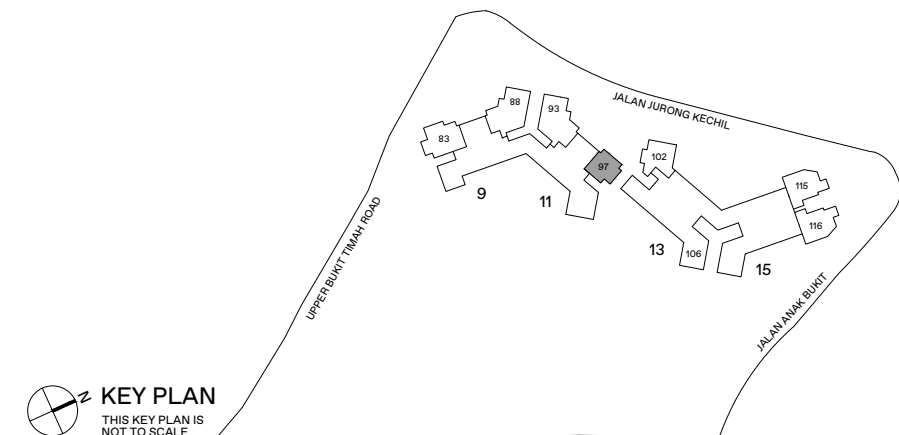 88
93
JALAN JURONG KECHIL
83
97
102
115
9
11
116
13
106
15
UPPER BUKIT TIMAH ROAD
JALAN ANAK BUKIT
N
KEY PLAN
THIS KEY PLAN IS
NOT TO SCALE